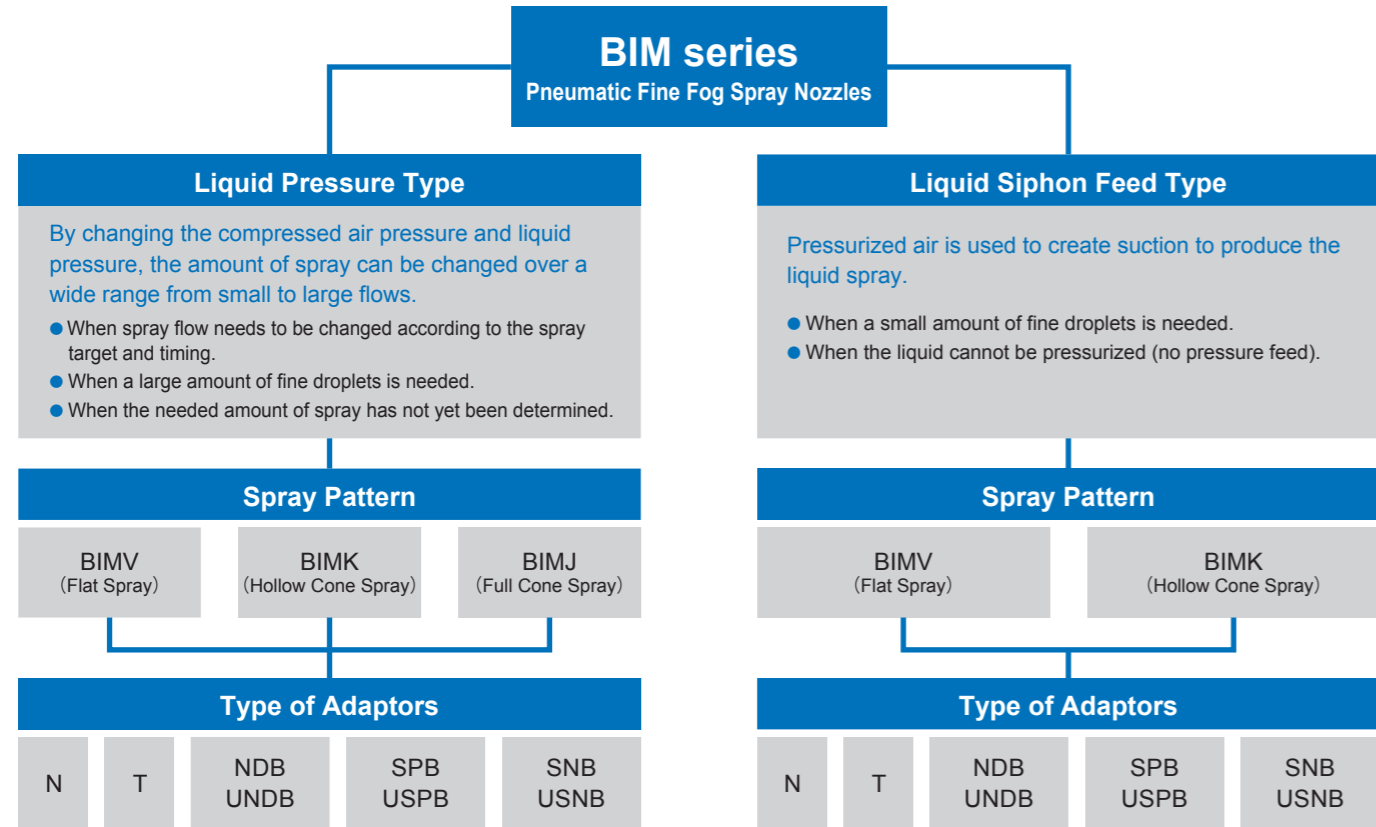 BIM series
Pneumatic Fine Fog Spray Nozzles
Liquid Pressure Type
By changing the compressed air pressure and liquid
pressure, the amount of spray can be changed over a
wide range from small to large flows.
● When spray flow needs to be changed according to the spray
target and timing.
● When a large amount of fine droplets is needed.
● When the needed amount of spray has not yet been determined.
Spray Pattern
BIMV
(Flat Spray)
BIMK
(Hollow Cone Spray)
BIMJ
(Full Cone Spray)
Type of Adaptors
N
T
NDB
UNDB
SPB
USPB
SNB
USNB
Liquid Siphon Feed Type
Pressurized air is used to create suction to produce the
liquid spray.
● When a small amount of fine droplets is needed.
● When the liquid cannot be pressurized (no pressure feed).
Spray Pattern
BIMV
(Flat Spray)
BIMK
(Hollow Cone Spray)
Type of Adaptors
N
T
NDB
UNDB
SPB
USPB
SNB
USNB